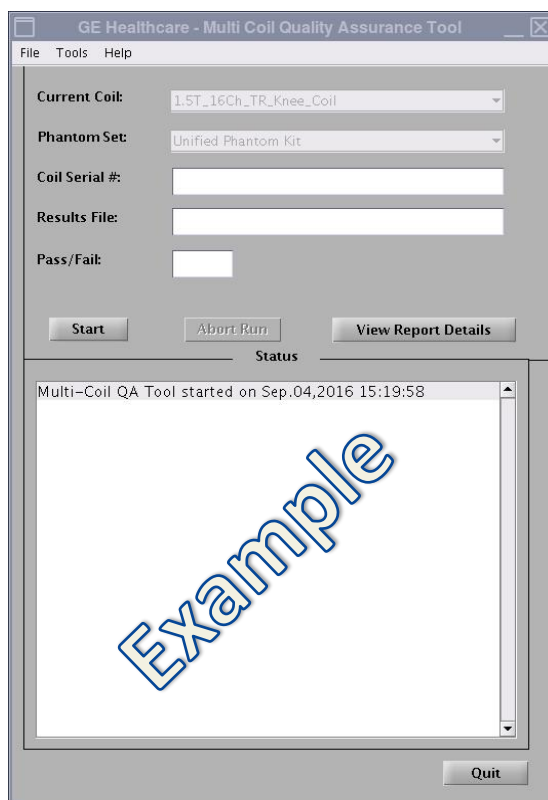 GE Healthcare - Multi Coil Quality Assurance Tool
File Tools Help
Current Coil: 1.5T_16Ch_TR_Knee_Coil
Phantom Set: Unified Phantom Kit
Coil Serial #:
Results File:
Pass/Fail:
Start Abort Run View Report Details
Status
Multi-Coil QA Tool started on Sep.04,2016 15:19:58
Example
Quit